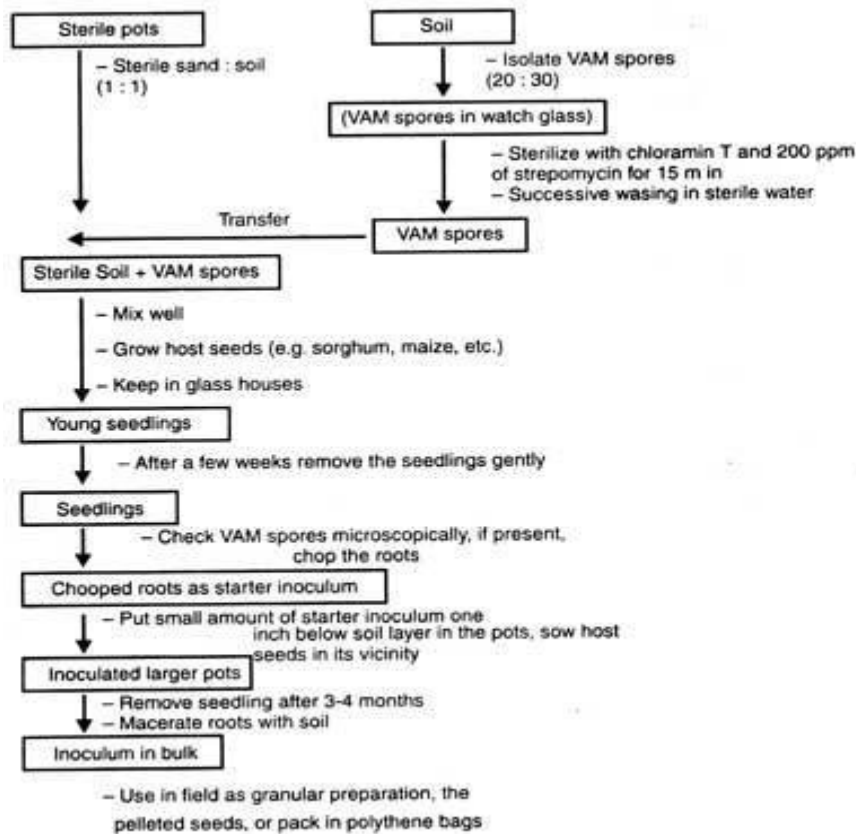 Sterile pots
– Sterile sand : soil
(1 : 1)
Soil
– Isolate VAM spores
(20 : 30)
(VAM spores in watch glass)
– Sterilize with chloramin T and 200 ppm
of strepomycin for 15 m in
– Successive wasing in sterile water
VAM spores
Transfer
Sterile Soil + VAM spores
– Mix well
– Grow host seeds (e.g. sorghum, maize, etc.)
– Keep in glass houses
Young seedlings
– After a few weeks remove the seedlings gently
Seedlings
– Check VAM spores microscopically, if present,
chop the roots
Chooped roots as starter inoculum
– Put small amount of starter inoculum one
inch below soil layer in the pots, sow host
seeds in its vicinity
Inoculated larger pots
– Remove seedling after 3-4 months
– Macerate roots with soil
Inoculum in bulk
– Use in field as granular preparation, the
pelleted seeds, or pack in polythene bags